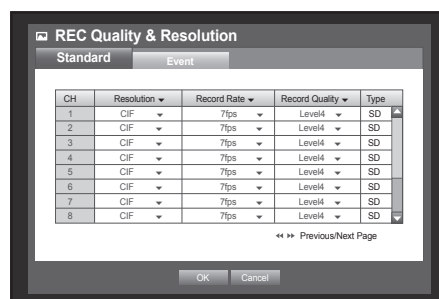 REC Quality & Resolution
Standard Event
CH Resolution Record Rate Record Quality Type
1 CIF 7fps Level4 SD
2 CIF 7fps Level4 SD
3 CIF 7fps Level4 SD
4 CIF 7fps Level4 SD
5 CIF 7fps Level4 SD
6 CIF 7fps Level4 SD
7 CIF 7fps Level4 SD
8 CIF 7fps Level4 SD
Previous/Next Page
OK Cancel